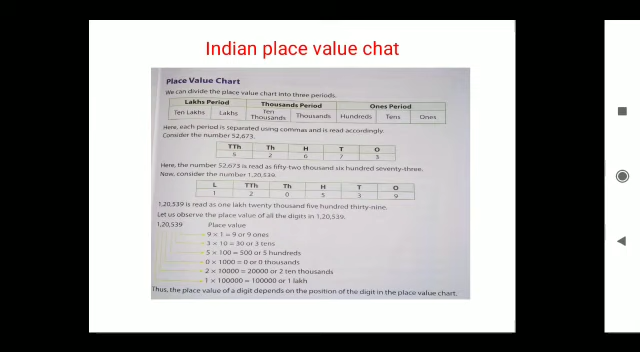 Indian place value chat
Place Value Chart
We can divide the place value chart into three periods.
Lakhs Period Thousands Period Ones Period
Ten Lakhs Lakhs Ten Thousands Thousands Hundreds Tens Ones
Here, each period is separated using commas and is read accordingly.
Consider the number 52,673.
TTh Th H T O
5 2 6 7 3
Here, the number 52,673 is read as fifty-two thousand six hundred seventy-three.
Now, consider the number 1,20,539.
L TTh Th H T O
1 2 0 5 3 9
1,20,539 is read as one lakh twenty thousand five hundred thirty-nine.
Let us observe the place value of all the digits in 1,20,539.
1,20,539 Place value
9 × 1 = 9 or 9 ones
3 × 10 = 30 or 3 tens
5 × 100 = 500 or 5 hundreds
0 × 1000 = 0 or 0 thousands
2 × 10000 = 20000 or 2 ten thousands
1 × 100000 = 100000 or 1 lakh
Thus, the place value of a digit depends on the position of the digit in the place value chart.